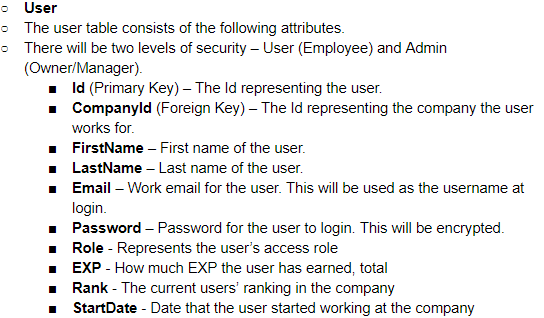 ○ User
○ The user table consists of the following attributes.
○ There will be two levels of security – User (Employee) and Admin
(Owner/Manager).
■ Id (Primary Key) – The Id representing the user.
■ CompanyId (Foreign Key) – The Id representing the company the user
works for.
■ FirstName – First name of the user.
■ LastName – Last name of the user.
■ Email – Work email for the user. This will be used as the username at
login.
■ Password – Password for the user to login. This will be encrypted.
■ Role - Represents the user’s access role
■ EXP - How much EXP the user has earned, total
■ Rank - The current users’ ranking in the company
■ StartDate - Date that the user started working at the company